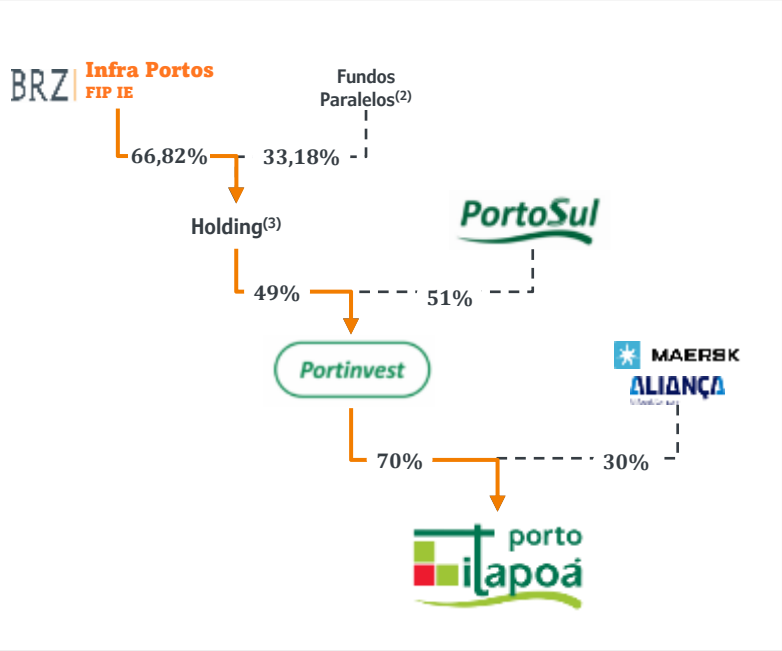 BRZ
Infra Portos
FIP IE
Fundos
Paralelos(2)
66,82%
33,18%
Holding(3)
PortoSul
49%
51%
Portinvest
MAERSK
ALIANÇA
70%
30%
porto
itapoá